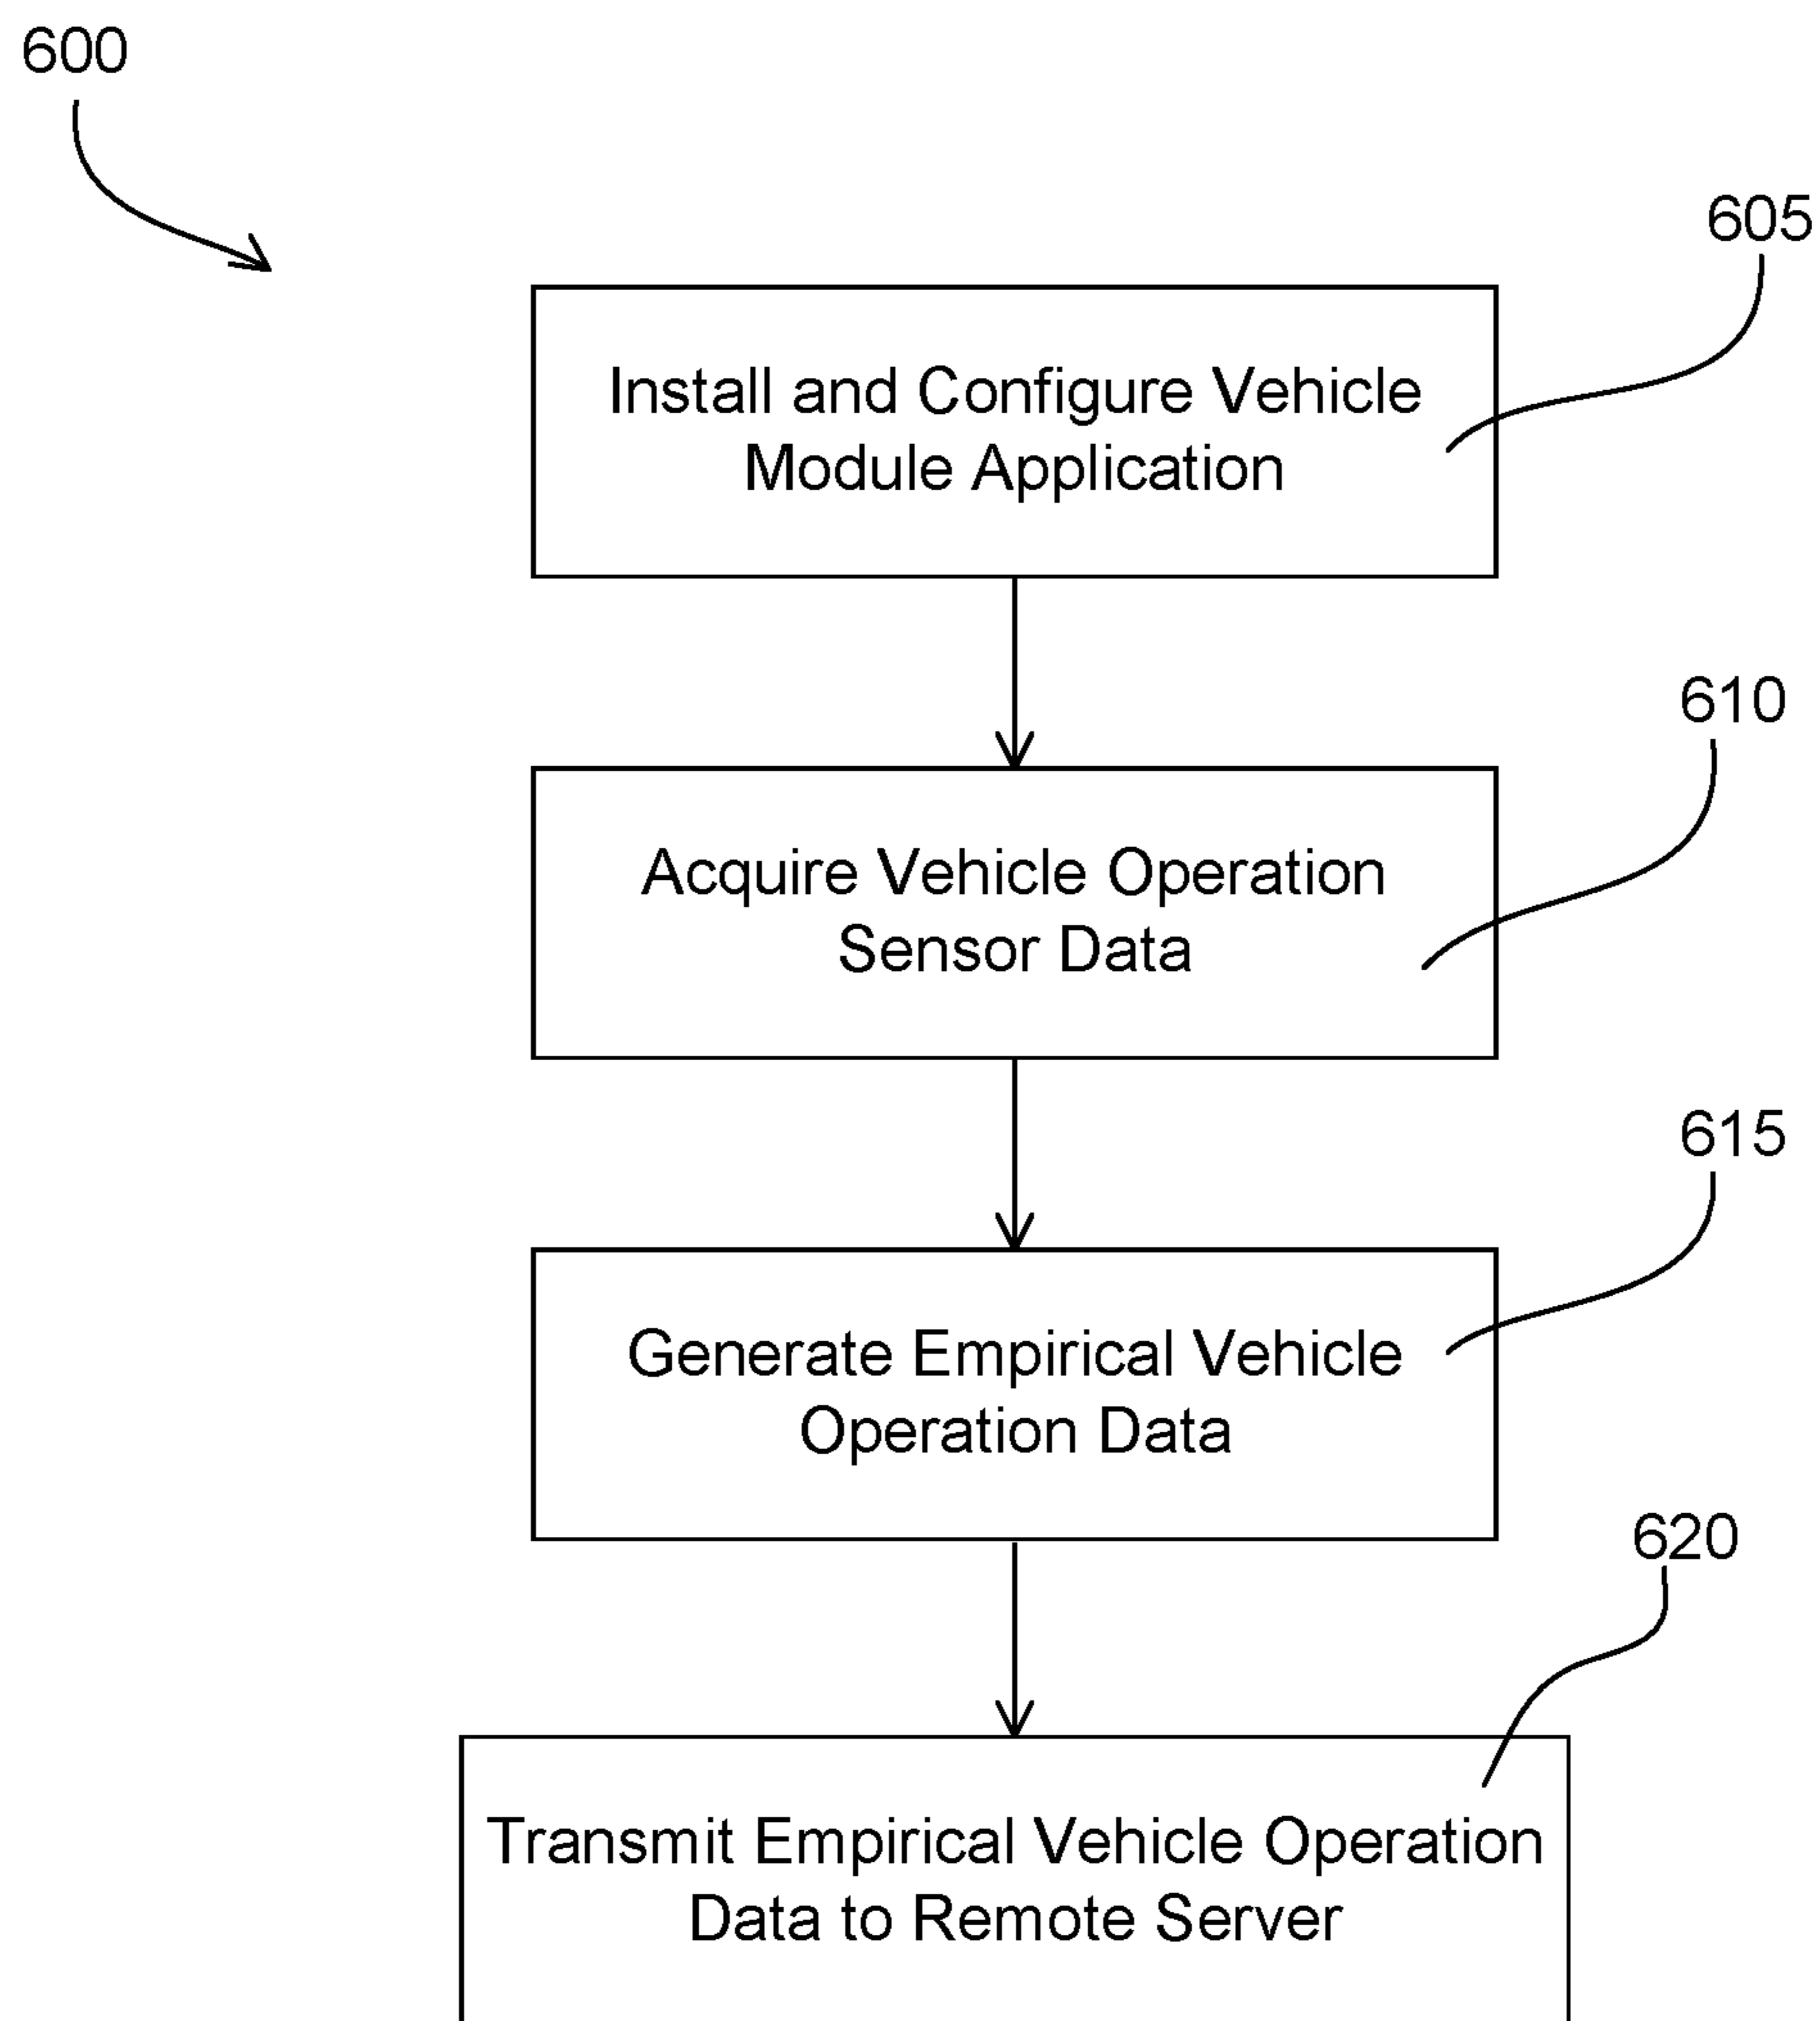 600
605
Install and Configure Vehicle
Module Application
610
Acquire Vehicle Operation
Sensor Data
615
Generate Empirical Vehicle
Operation Data
620
Transmit Empirical Vehicle Operation
Data to Remote Server